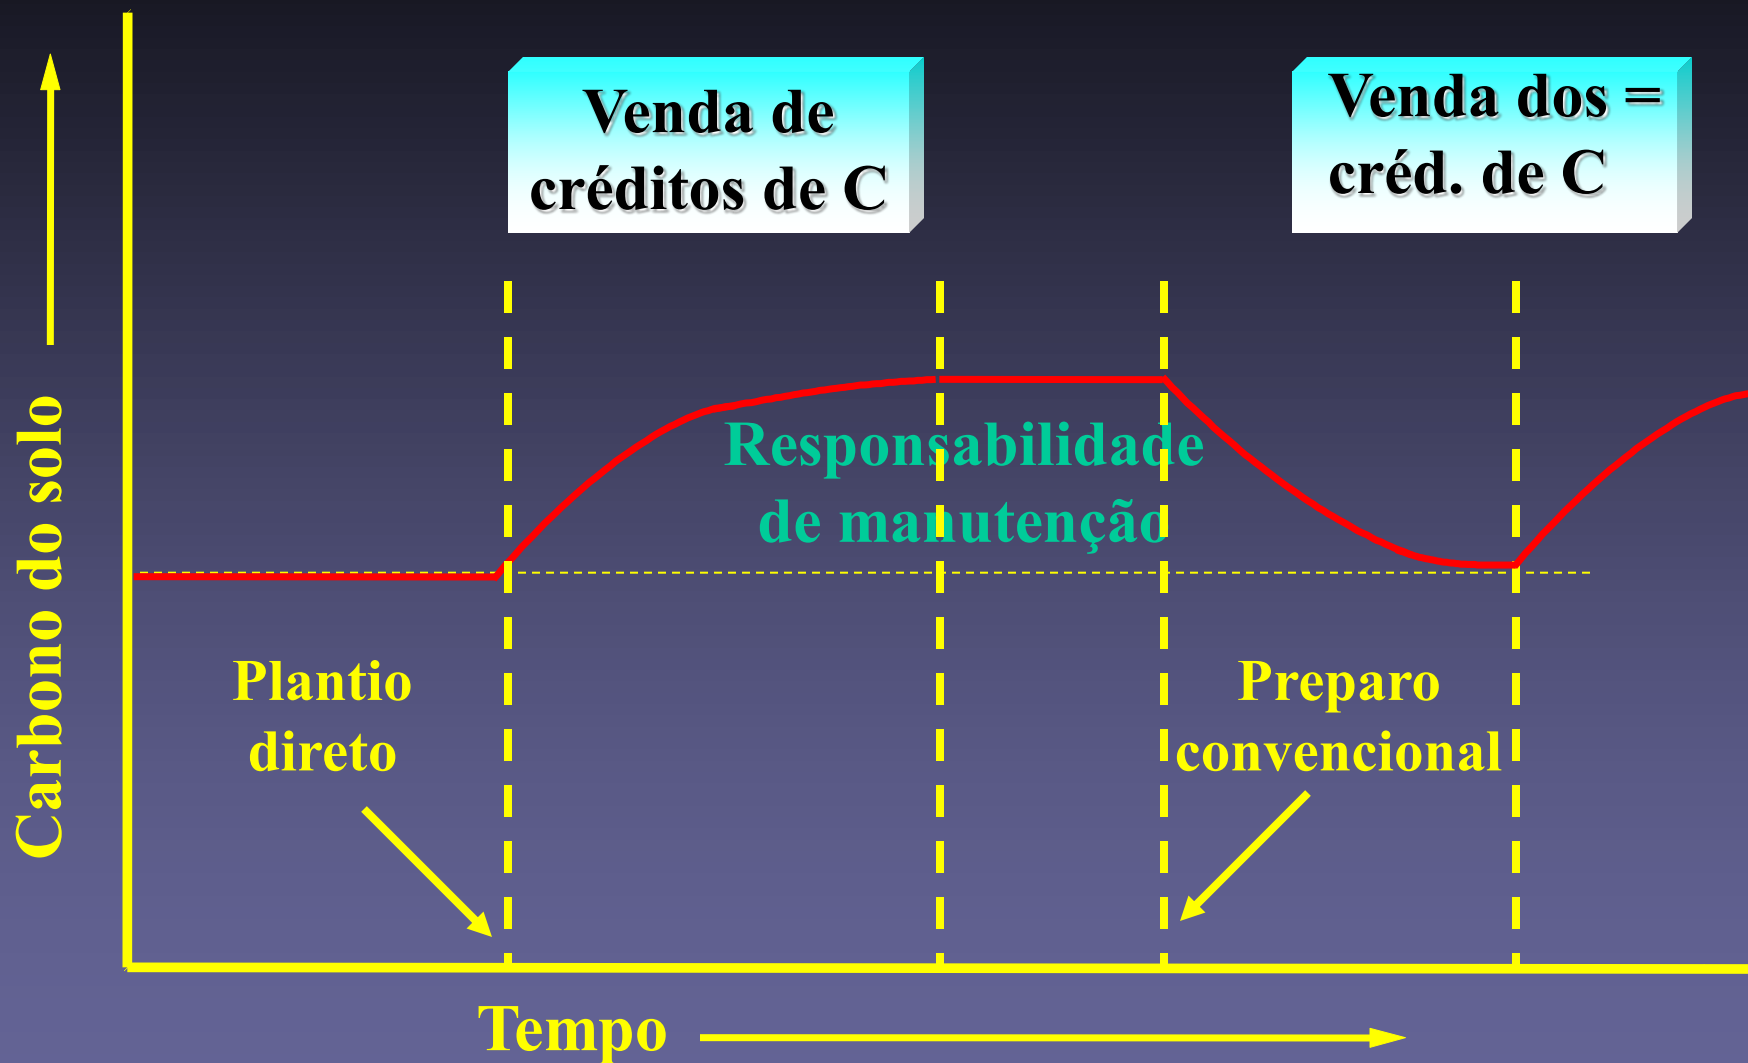 Venda de
créditos de C
Venda dos =
créd. de C
Carbono do solo
Responsabilidade
de manutenção
Plantio
direto
Preparo
convencional
Tempo